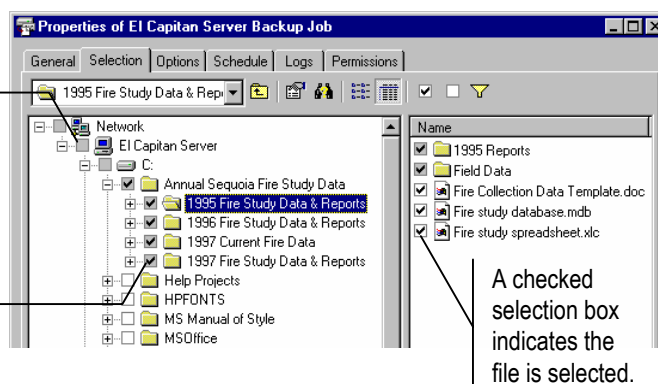 Properties of El Capitan Server Backup Job
General Selection Options Schedule Logs Permissions
1995 Fire Study Data & Rep
Network
El Capitan Server
C:
Annual Sequoia Fire Study Data
1995 Fire Study Data & Reports
1996 Fire Study Data & Reports
1997 Current Fire Data
1997 Fire Study Data & Reports
Help Projects
HPFONTS
MS Manual of Style
MSOffice
Name
1995 Reports
Field Data
Fire Collection Data Template.doc
Fire study database.mdb
Fire study spreadsheet.xlc
A checked
selection box
indicates the
file is selected.